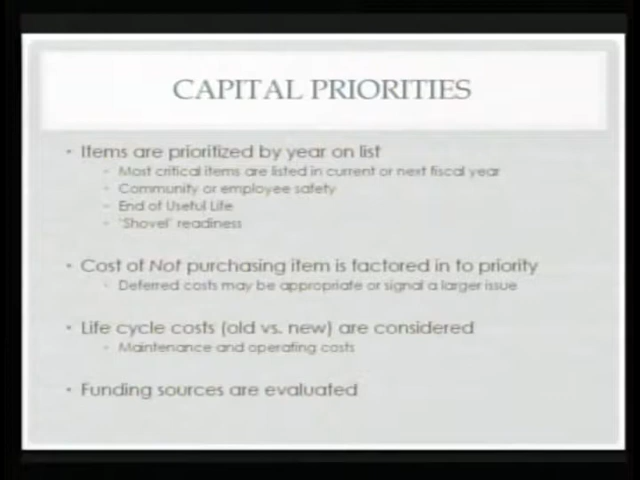 CAPITAL PRIORITIES
• Items are prioritized by year on list
◦ Most critical items are listed in current or next fiscal year
◦ Community or employee safety
◦ End of Useful Life
◦ 'Shovel' readiness
• Cost of Not purchasing item is factored in to priority
◦ Deferred costs may be appropriate or signal a larger issue
• Life cycle costs (old vs. new) are considered
◦ Maintenance and operating costs
• Funding sources are evaluated